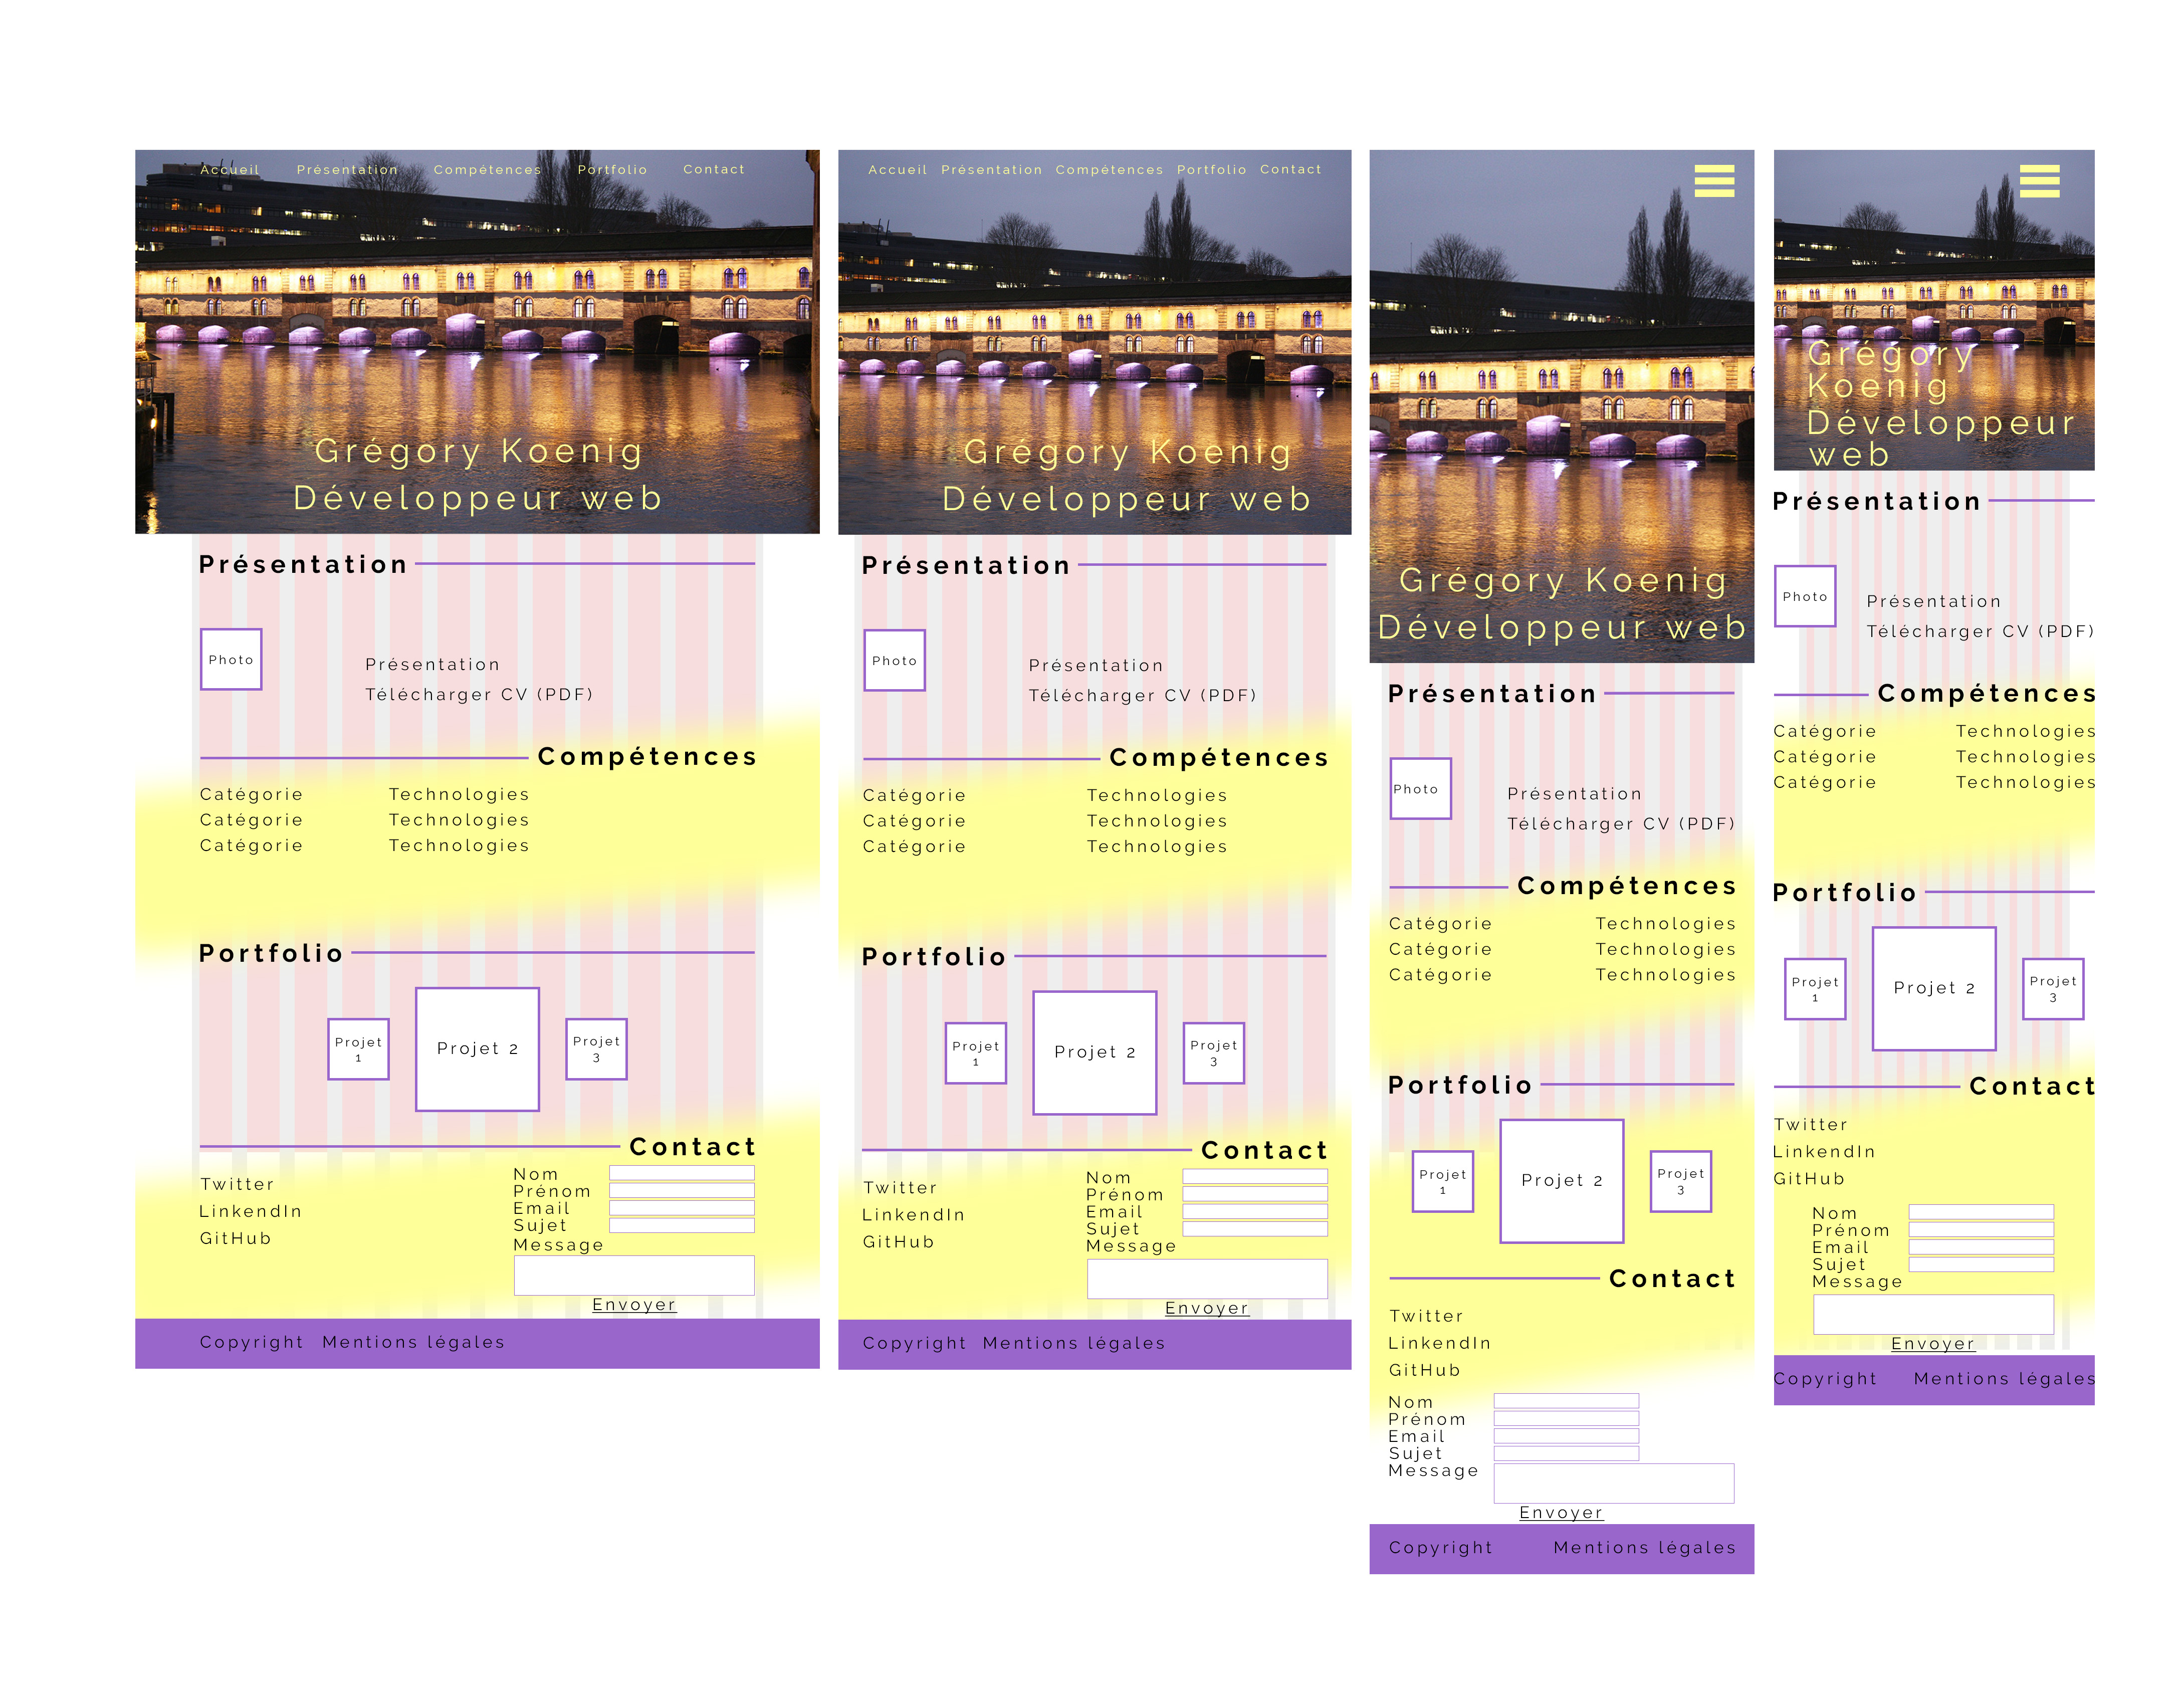 Accueil Présentation Compétences Portfolio Contact
Grégory Koenig
Développeur web
Présentation
Photo
Présentation
Télécharger CV (PDF)
Compétences
Catégorie Technologies
Catégorie Technologies
Catégorie Technologies
Portfolio
Projet
1
Projet 2
Projet
3
Contact
Twitter
LinkendIn
GitHub
Nom
Prénom
Email
Sujet
Message
Envoyer
Copyright Mentions légales
Accueil Présentation Compétences Portfolio Contact
Grégory Koenig
Développeur web
Présentation
Photo
Présentation
Télécharger CV (PDF)
Compétences
Catégorie Technologies
Catégorie Technologies
Catégorie Technologies
Portfolio
Projet
1
Projet 2
Projet
3
Contact
Twitter
LinkendIn
GitHub
Nom
Prénom
Email
Sujet
Message
Envoyer
Copyright Mentions légales
Grégory Koenig
Développeur web
Présentation
Photo
Présentation
Télécharger CV (PDF)
Compétences
Catégorie Technologies
Catégorie Technologies
Catégorie Technologies
Portfolio
Projet
1
Projet 2
Projet
3
Contact
Twitter
LinkendIn
GitHub
Nom
Prénom
Email
Sujet
Message
Envoyer
Copyright Mentions légales
Grégory
Koenig
Développeur
web
Présentation
Photo
Présentation
Télécharger CV (PDF)
Compétences
Catégorie Technologies
Catégorie Technologies
Catégorie Technologies
Portfolio
Projet
1
Projet 2
Projet
3
Contact
Twitter
LinkendIn
GitHub
Nom
Prénom
Email
Sujet
Message
Envoyer
Copyright Mentions légales